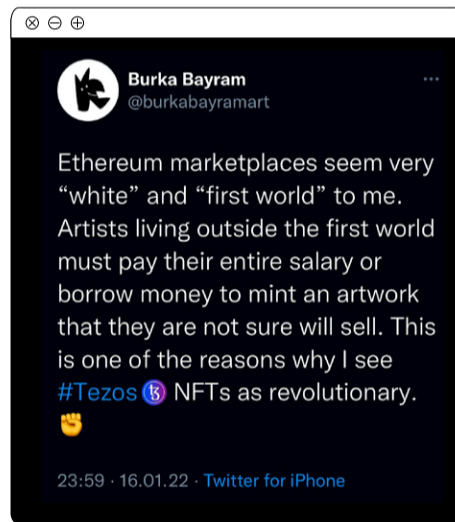 Burka Bayram
@burkabayramart
Ethereum marketplaces seem very
“white” and “first world” to me.
Artists living outside the first world
must pay their entire salary or
borrow money to mint an artwork
that they are not sure will sell. This
is one of the reasons why I see
#Tezos NFTs as revolutionary.
✊
23:59 · 16.01.22 · Twitter for iPhone